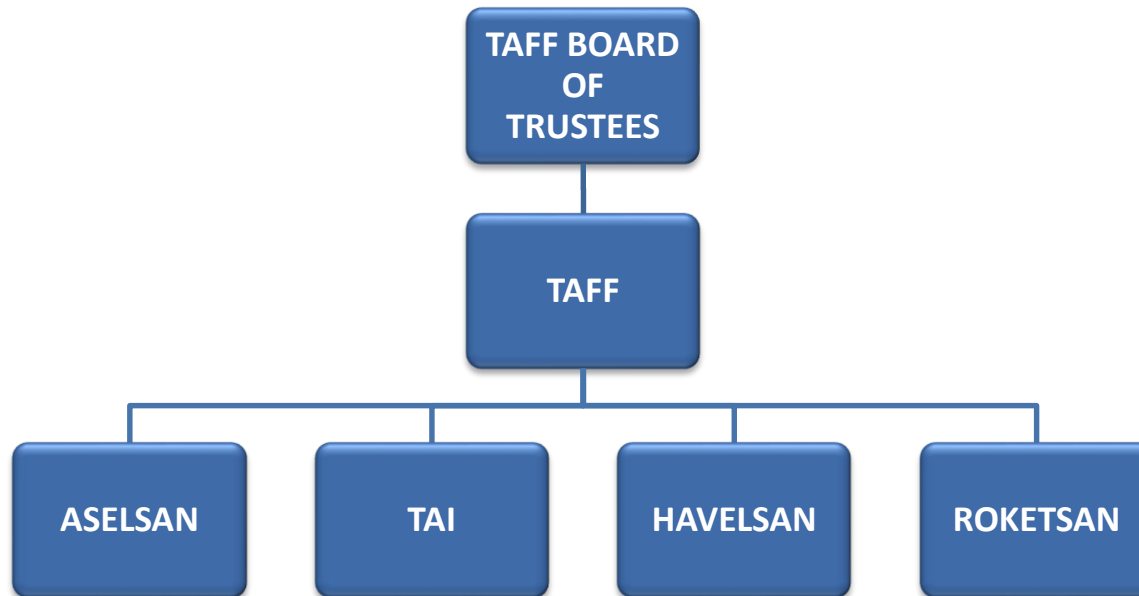 TAFF BOARD
OF
TRUSTEES
TAFF
ASELSAN
TAI
HAVELSAN
ROKETSAN